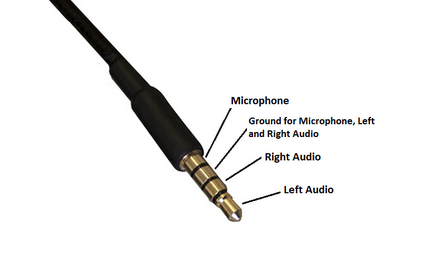 Microphone
Ground for Microphone, Left
and Right Audio
Right Audio
Left Audio